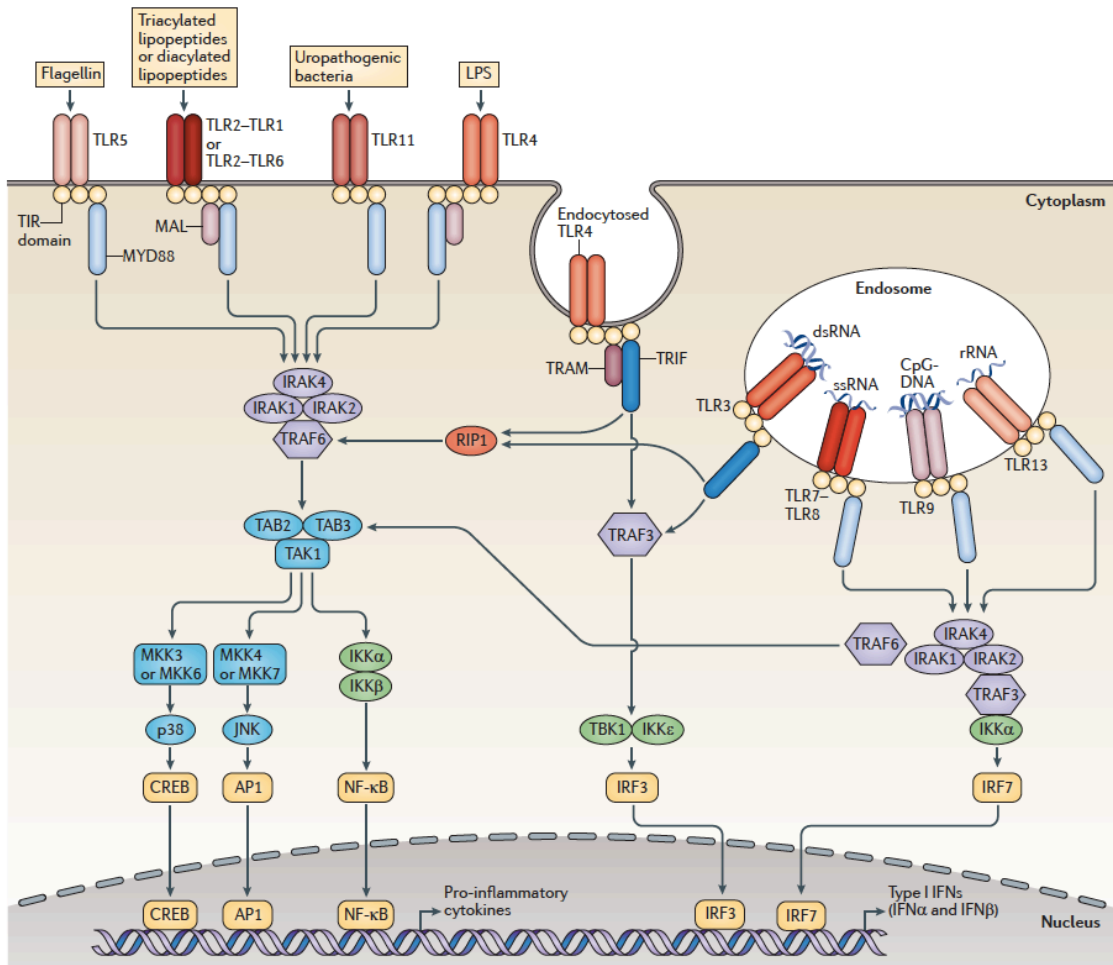 Flagellin
Triacylated
lipopeptides
or diacylated
lipopeptides
Uropathogenic
bacteria
LPS
TLR5
TLR2–TLR1
or
TLR2–TLR6
TLR11
TLR4
Cytoplasm
TIR
domain
MYD88
MAL
Endocytosed
TLR4
Endosome
dsRNA
ssRNA
CpG-
DNA
rRNA
TRAM
TRIF
TLR3
TLR7–
TLR8
TLR9
TLR13
IRAK4
IRAK1
IRAK2
TRAF6
RIP1
TAB2
TAB3
TAK1
TRAF3
MKK3
or MKK6
MKK4
or MKK7
IKKα
IKKβ
TRAF6
IRAK4
IRAK1
IRAK2
TRAF3
IKKα
p38
JNK
TBK1
IKKε
CREB
AP1
NF-κB
IRF3
IRF7
Pro-inflammatory
cytokines
Type I IFNs
(IFNα and IFNβ)
Nucleus
CREB
AP1
NF-κB
IRF3
IRF7